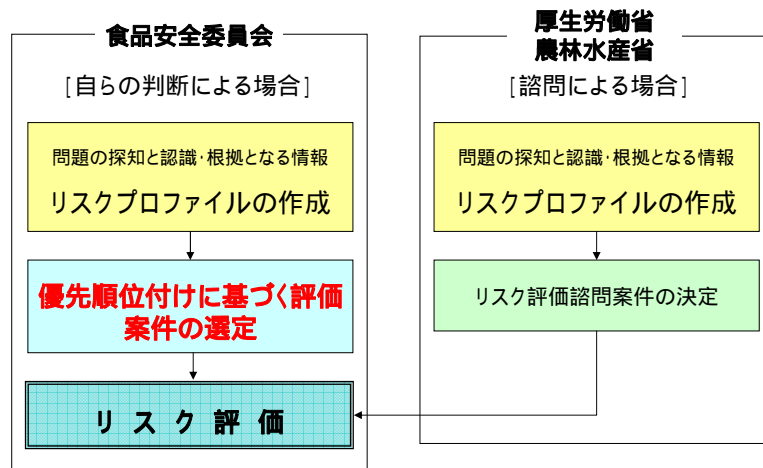 食品安全委員会
[自らの判断による場合]
問題の探知と認識・根拠となる情報
リスクプロファイルの作成
優先順位付けに基づく評価
案件の選定
リ ス ク 評 価
厚生労働省
農林水産省
[諮問による場合]
問題の探知と認識・根拠となる情報
リスクプロファイルの作成
リスク評価諮問案件の決定